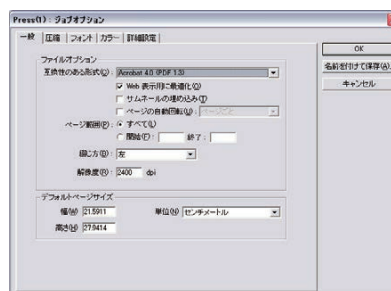 Press(1)：ジョブオプション
一般 圧縮 フォント カラー 詳細設定
OK
名前を付けて保存(A)...
キャンセル
ファイルオプション
互換性のある形式(C)： Acrobat 4.0 (PDF 1.3)
Web 表示用に最適化(O)
サムネールの埋め込み(T)
ページの自動回転(U)： ページごと
ページ範囲(P)： すべて(L)
開始(F)： 終了：
綴じ方(D)： 左
解像度(R)： 2400 dpi
デフォルトページサイズ
幅(W) 21.5911 単位(N) センチメートル
高さ(H) 27.9414